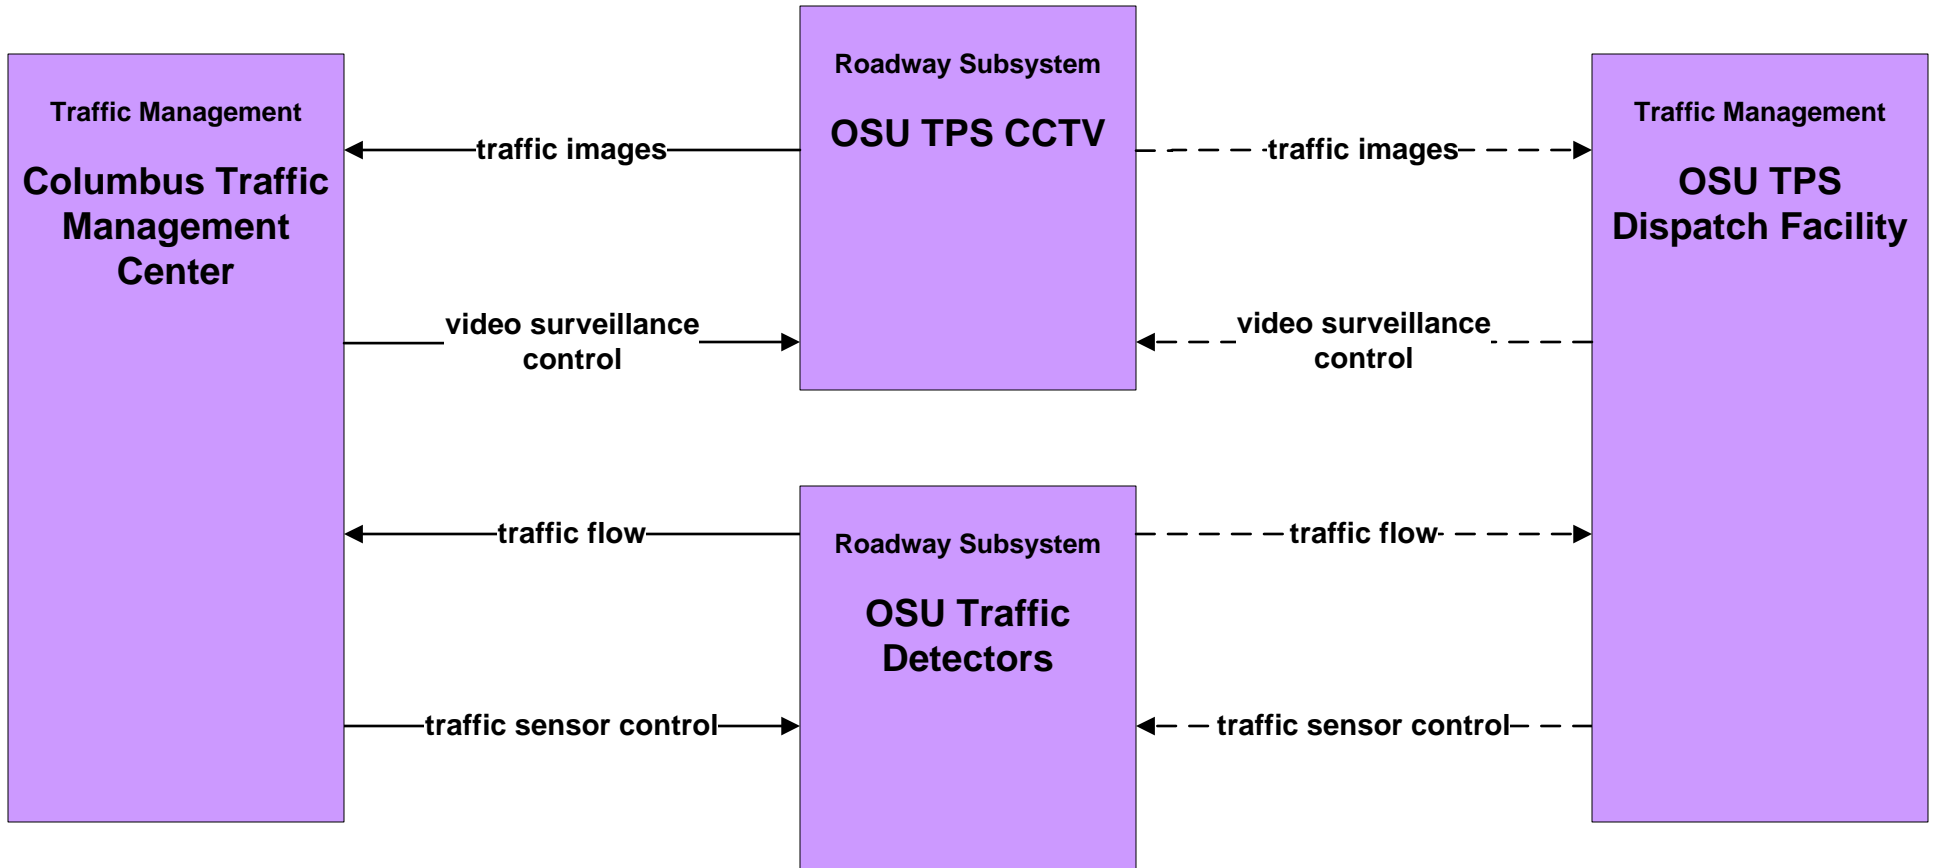 Traffic Management
Columbus Traffic
Management
Center
traffic images
video surveillance
control
traffic flow
traffic sensor control
Roadway Subsystem
OSU TPS CCTV
Roadway Subsystem
OSU Traffic
Detectors
traffic images
video surveillance
control
traffic flow
traffic sensor control
Traffic Management
OSU TPS
Dispatch Facility